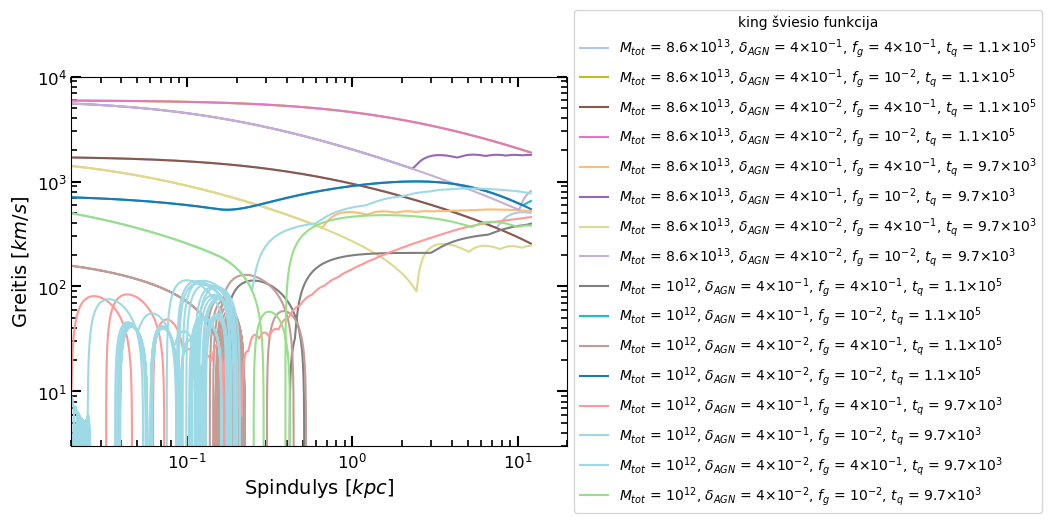 king šviesio funkcija
M_tot = 8.6×10^13, δ_AGN = 4×10^−1, f_g = 4×10^−1, t_q = 1.1×10^5
M_tot = 8.6×10^13, δ_AGN = 4×10^−1, f_g = 10^−2, t_q = 1.1×10^5
M_tot = 8.6×10^13, δ_AGN = 4×10^−2, f_g = 4×10^−1, t_q = 1.1×10^5
M_tot = 8.6×10^13, δ_AGN = 4×10^−2, f_g = 10^−2, t_q = 1.1×10^5
M_tot = 8.6×10^13, δ_AGN = 4×10^−1, f_g = 4×10^−1, t_q = 9.7×10^3
M_tot = 8.6×10^13, δ_AGN = 4×10^−1, f_g = 10^−2, t_q = 9.7×10^3
M_tot = 8.6×10^13, δ_AGN = 4×10^−2, f_g = 4×10^−1, t_q = 9.7×10^3
M_tot = 8.6×10^13, δ_AGN = 4×10^−2, f_g = 10^−2, t_q = 9.7×10^3
M_tot = 10^12, δ_AGN = 4×10^−1, f_g = 4×10^−1, t_q = 1.1×10^5
M_tot = 10^12, δ_AGN = 4×10^−1, f_g = 10^−2, t_q = 1.1×10^5
M_tot = 10^12, δ_AGN = 4×10^−2, f_g = 4×10^−1, t_q = 1.1×10^5
M_tot = 10^12, δ_AGN = 4×10^−2, f_g = 10^−2, t_q = 1.1×10^5
M_tot = 10^12, δ_AGN = 4×10^−1, f_g = 4×10^−1, t_q = 9.7×10^3
M_tot = 10^12, δ_AGN = 4×10^−1, f_g = 10^−2, t_q = 9.7×10^3
M_tot = 10^12, δ_AGN = 4×10^−2, f_g = 4×10^−1, t_q = 9.7×10^3
M_tot = 10^12, δ_AGN = 4×10^−2, f_g = 10^−2, t_q = 9.7×10^3
Greitis [km/s]
10^4
10^3
10^2
10^1
10^−1
10^0
10^1
Spindulys [kpc]